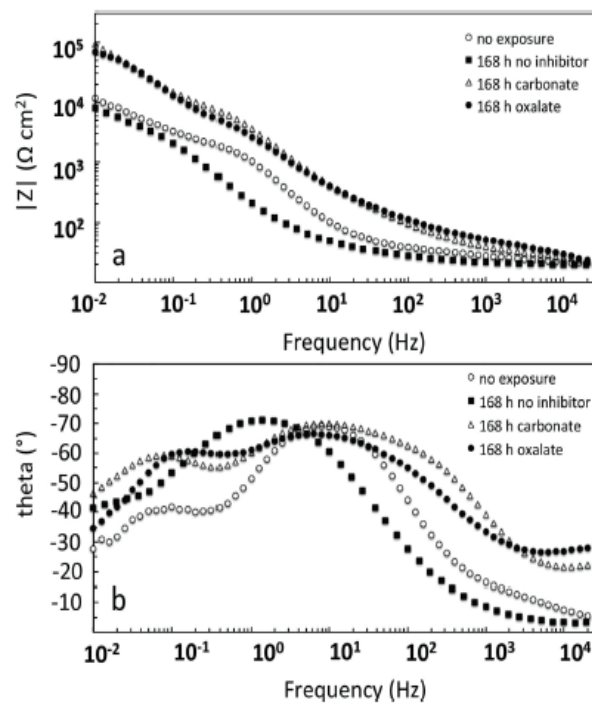 10⁵
10⁴
10³
10²
|Z| (Ω cm²)
○ no exposure
■ 168 h no inhibitor
△ 168 h carbonate
● 168 h oxalate
a
10⁻² 10⁻¹ 10⁰ 10¹ 10² 10³ 10⁴
Frequency (Hz)
-90
-80
-70
-60
-50
-40
-30
-20
-10
theta (°)
○ no exposure
■ 168 h no inhibitor
△ 168 h carbonate
● 168 h oxalate
b
10⁻² 10⁻¹ 10⁰ 10¹ 10² 10³ 10⁴
Frequency (Hz)